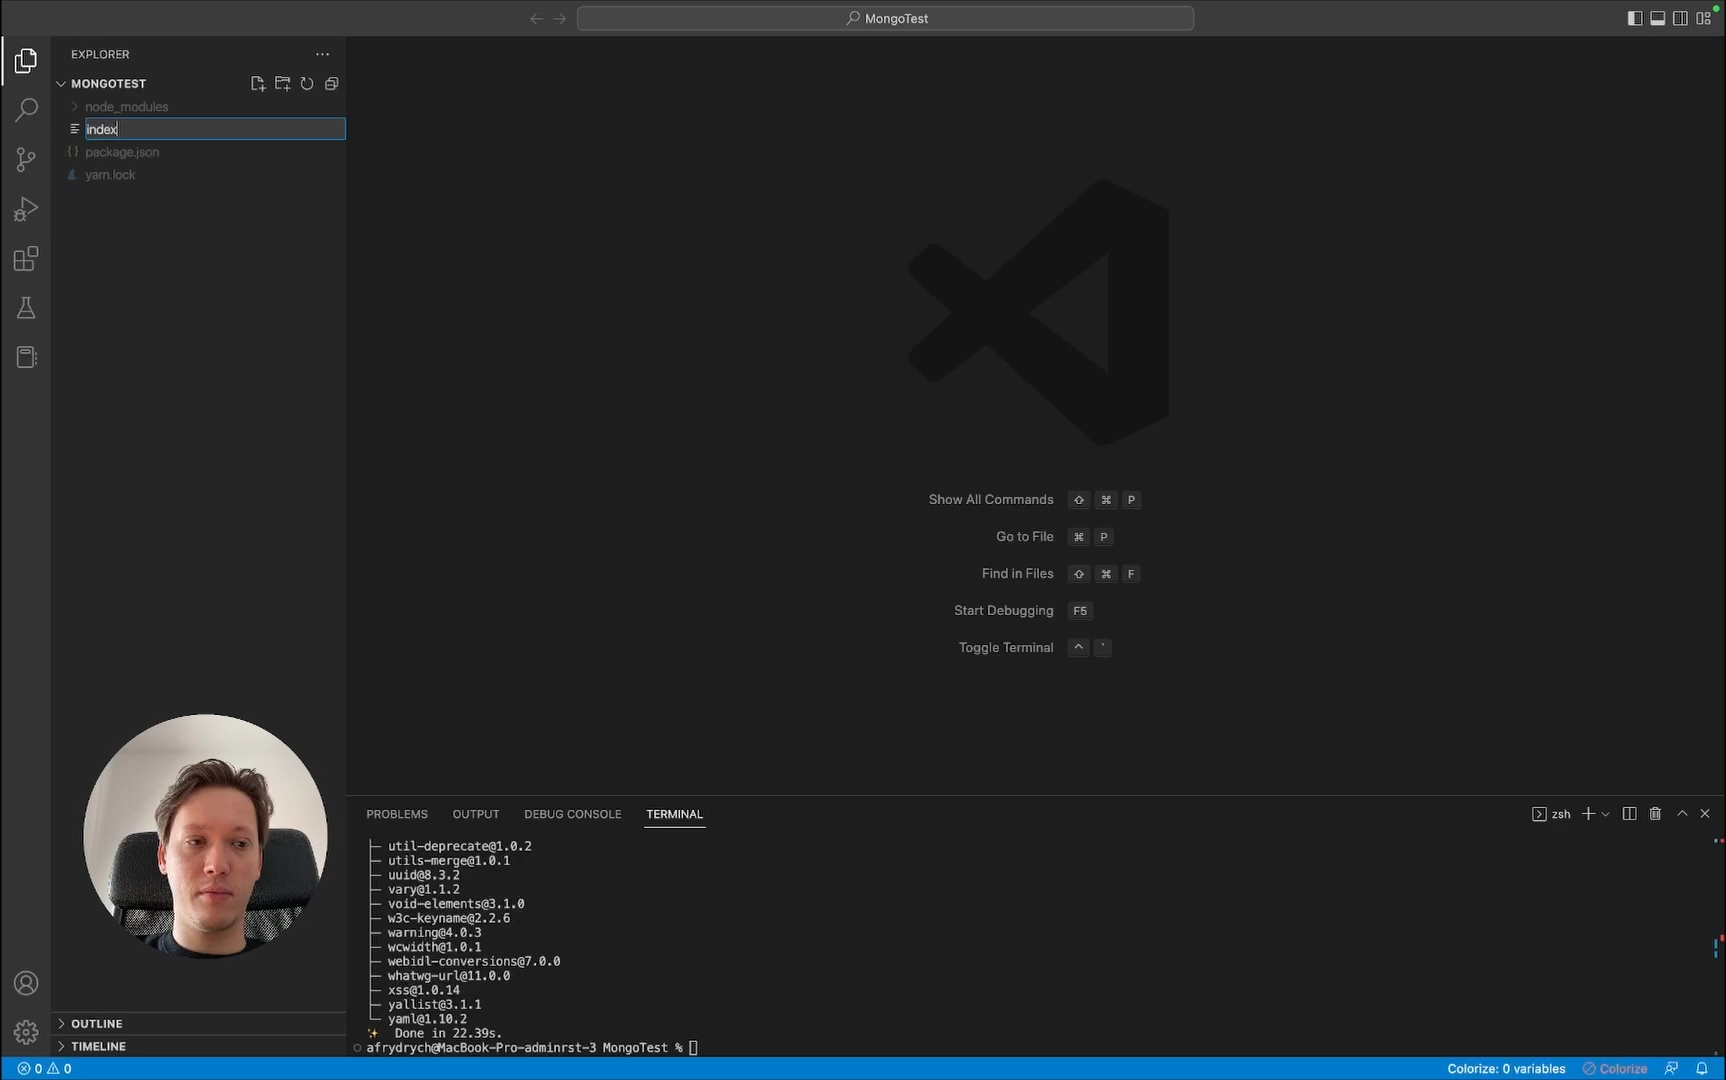 MongoTest
EXPLORER
MONGOTEST
node_modules
index
package.json
yarn.lock
Show All Commands ⇧ ⌘ P
Go to File ⌘ P
Find in Files ⇧ ⌘ F
Start Debugging F5
Toggle Terminal ^ `
PROBLEMS OUTPUT DEBUG CONSOLE TERMINAL
zsh
├─ util-deprecate@1.0.2
├─ utils-merge@1.0.1
├─ uuid@8.3.2
├─ vary@1.1.2
├─ void-elements@3.1.0
├─ w3c-keyname@2.2.6
├─ warning@4.0.3
├─ wcwidth@1.0.1
├─ webidl-conversions@7.0.0
├─ whatwg-url@11.0.0
├─ xss@1.0.14
├─ yallist@3.1.1
└─ yaml@1.10.2
✨ Done in 22.39s.
afrydrych@MacBook-Pro-adminrst-3 MongoTest %
OUTLINE
TIMELINE
0 0
Colorize: 0 variables Colorize